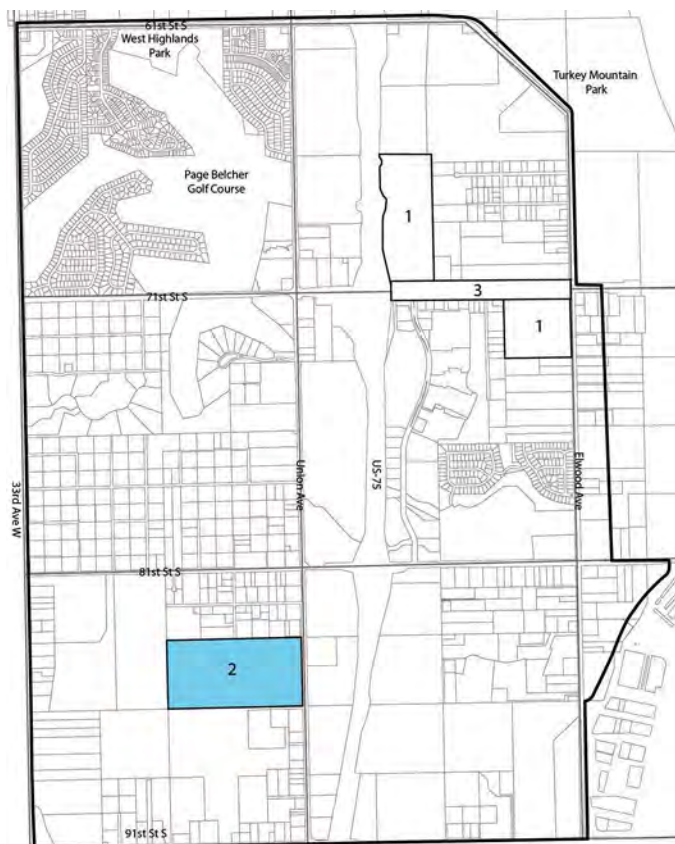 61st St S
West Highlands
Park
Turkey Mountain
Park
Page Belcher
Golf Course
1
3
71st St S
1
33rd Ave W
Union Ave
US-75
Elwood Ave
81st St S
2
91st St S